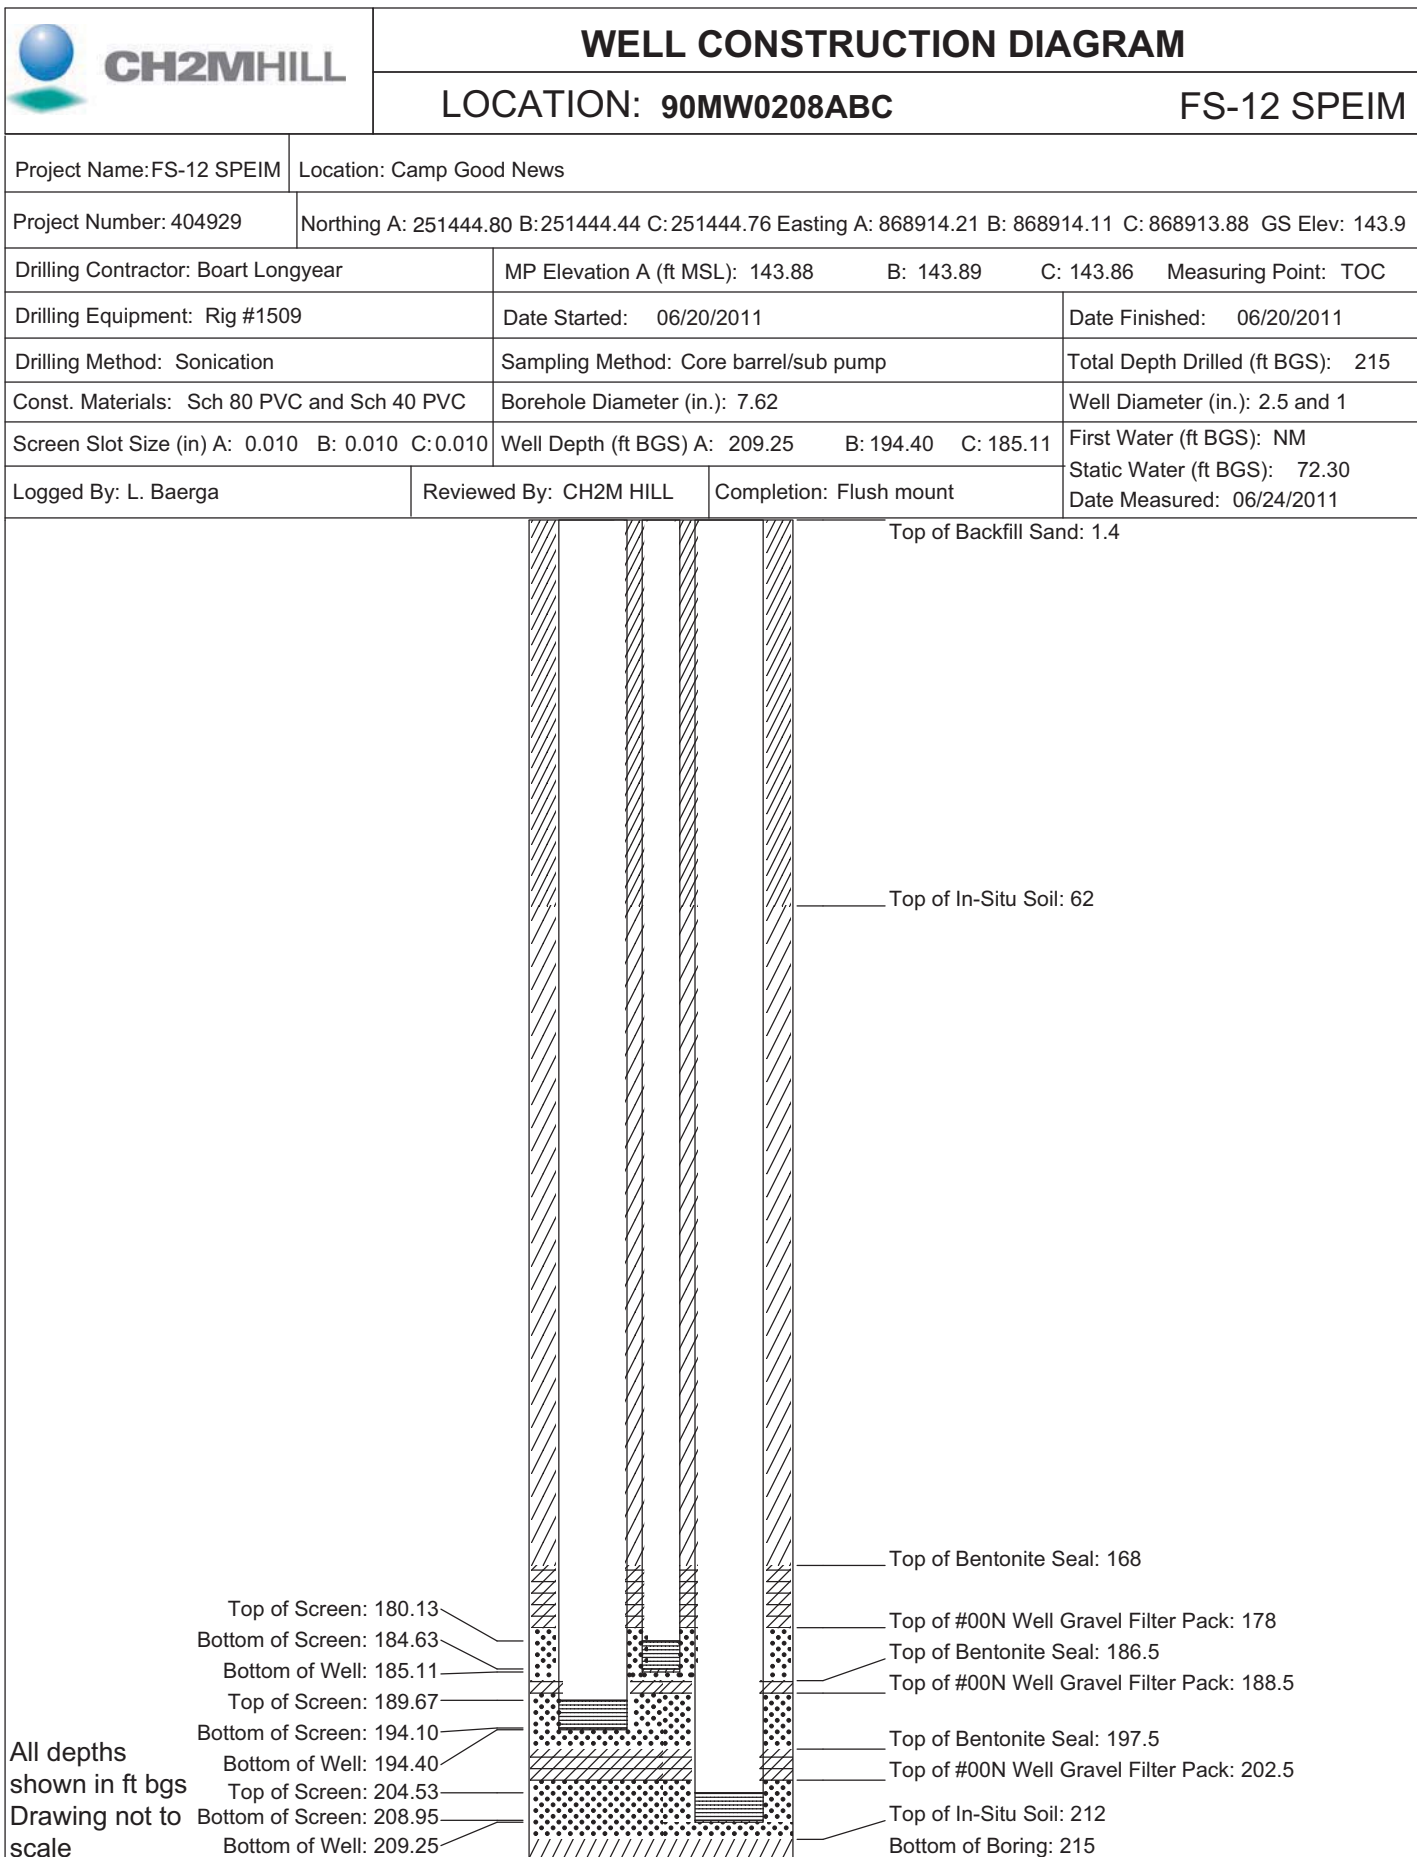 CH2MHILL
WELL CONSTRUCTION DIAGRAM
LOCATION: 90MW0208ABC FS-12 SPEIM
Project Name: FS-12 SPEIM Location: Camp Good News
Project Number: 404929 Northing A: 251444.80 B: 251444.44 C: 251444.76 Easting A: 868914.21 B: 868914.11 C: 868913.88 GS Elev: 143.9
Drilling Contractor: Boart Longyear MP Elevation A (ft MSL): 143.88 B: 143.89 C: 143.86 Measuring Point: TOC
Drilling Equipment: Rig #1509 Date Started: 06/20/2011 Date Finished: 06/20/2011
Drilling Method: Sonication Sampling Method: Core barrel/sub pump Total Depth Drilled (ft BGS): 215
Const. Materials: Sch 80 PVC and Sch 40 PVC Borehole Diameter (in.): 7.62 Well Diameter (in.): 2.5 and 1
Screen Slot Size (in) A: 0.010 B: 0.010 C: 0.010 Well Depth (ft BGS) A: 209.25 B: 194.40 C: 185.11 First Water (ft BGS): NM
Static Water (ft BGS): 72.30
Logged By: L. Baerga Reviewed By: CH2M HILL Completion: Flush mount Date Measured: 06/24/2011
Top of Backfill Sand: 1.4
Top of In-Situ Soil: 62
Top of Bentonite Seal: 168
Top of Screen: 180.13
Top of #00N Well Gravel Filter Pack: 178
Bottom of Screen: 184.63
Top of Bentonite Seal: 186.5
Bottom of Well: 185.11
Top of #00N Well Gravel Filter Pack: 188.5
Top of Screen: 189.67
Bottom of Screen: 194.10
Top of Bentonite Seal: 197.5
Bottom of Well: 194.40
Top of #00N Well Gravel Filter Pack: 202.5
Top of Screen: 204.53
Bottom of Screen: 208.95
Top of In-Situ Soil: 212
Bottom of Well: 209.25
Bottom of Boring: 215
All depths
shown in ft bgs
Drawing not to
scale